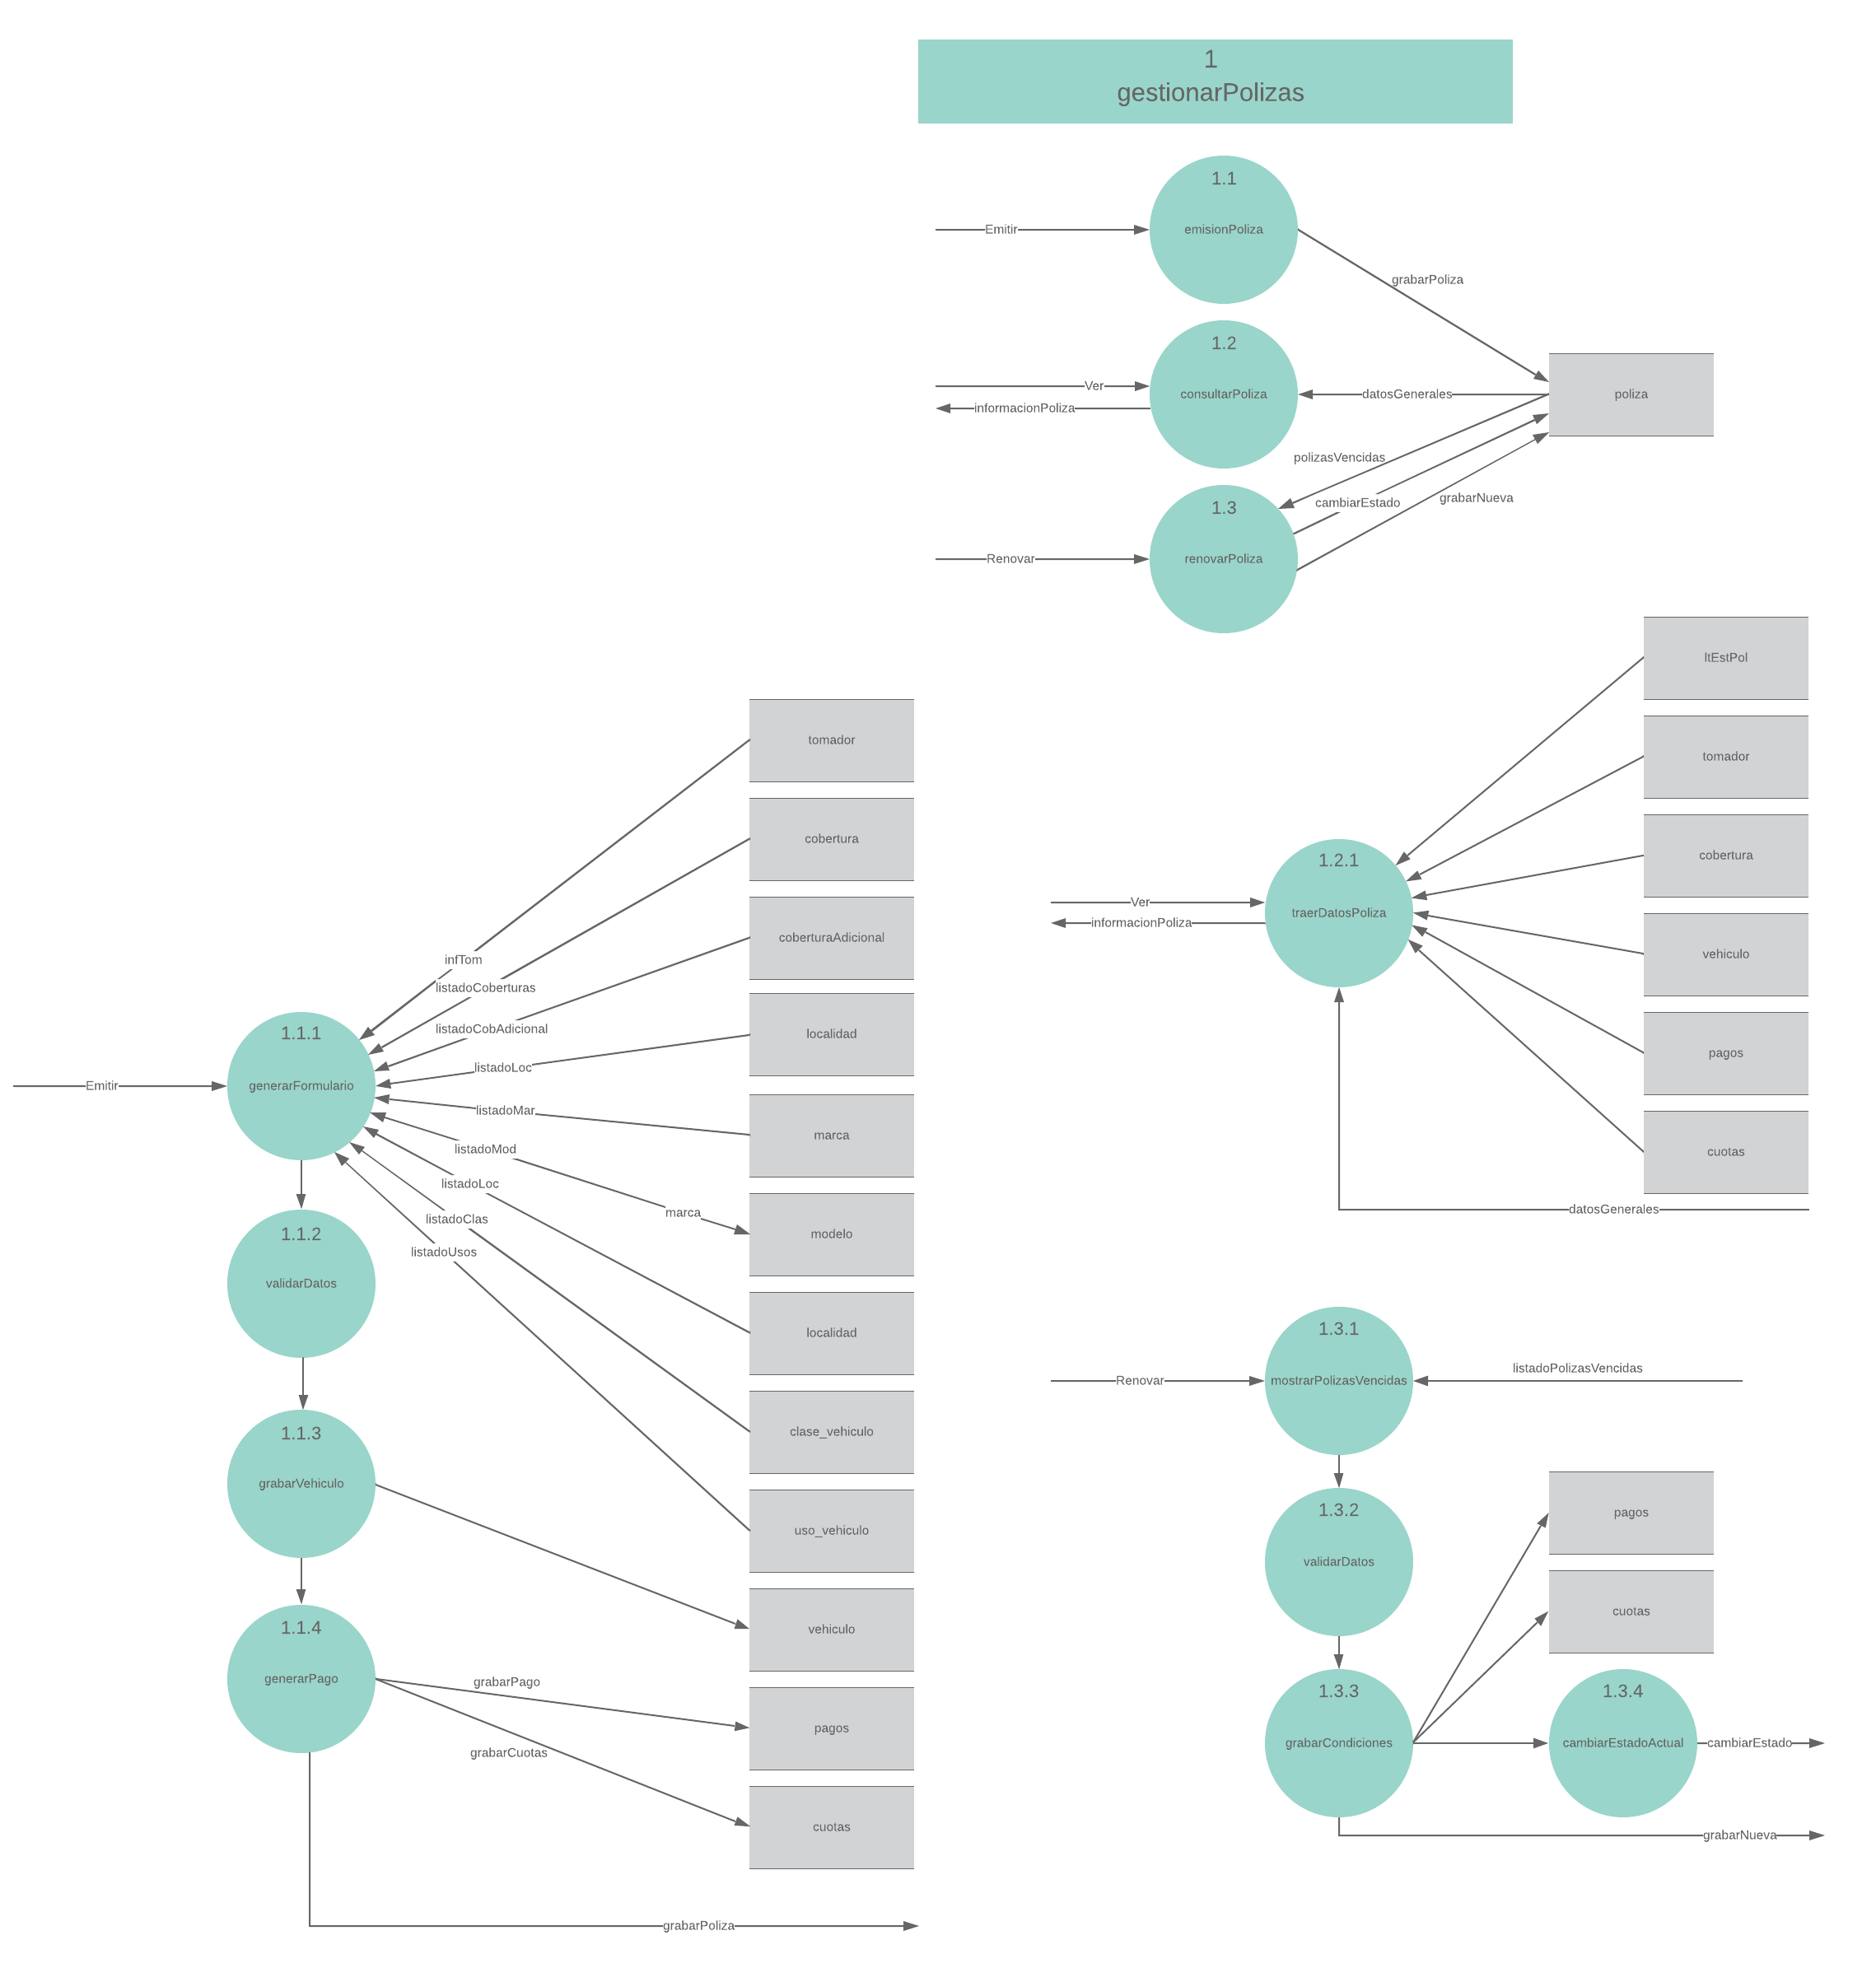 1
gestionarPolizas
1.1
emisionPoliza
Emitir
grabarPoliza
1.2
consultarPoliza
Ver
informacionPoliza
datosGenerales
poliza
polizasVencidas
cambiarEstado
grabarNueva
1.3
renovarPoliza
Renovar
tomador
cobertura
coberturaAdicional
localidad
marca
modelo
localidad
clase_vehiculo
uso_vehiculo
vehiculo
pagos
cuotas
infTom
listadoCoberturas
listadoCobAdicional
listadoLoc
listadoMar
listadoMod
marca
listadoLoc
listadoClas
listadoUsos
Emitir
1.1.1
generarFormulario
1.1.2
validarDatos
1.1.3
grabarVehiculo
1.1.4
generarPago
grabarPago
grabarCuotas
grabarPoliza
ltEstPol
tomador
cobertura
vehiculo
pagos
cuotas
1.2.1
traerDatosPoliza
Ver
informacionPoliza
datosGenerales
1.3.1
mostrarPolizasVencidas
Renovar
listadoPolizasVencidas
1.3.2
validarDatos
pagos
cuotas
1.3.3
grabarCondiciones
1.3.4
cambiarEstadoActual
cambiarEstado
grabarNueva